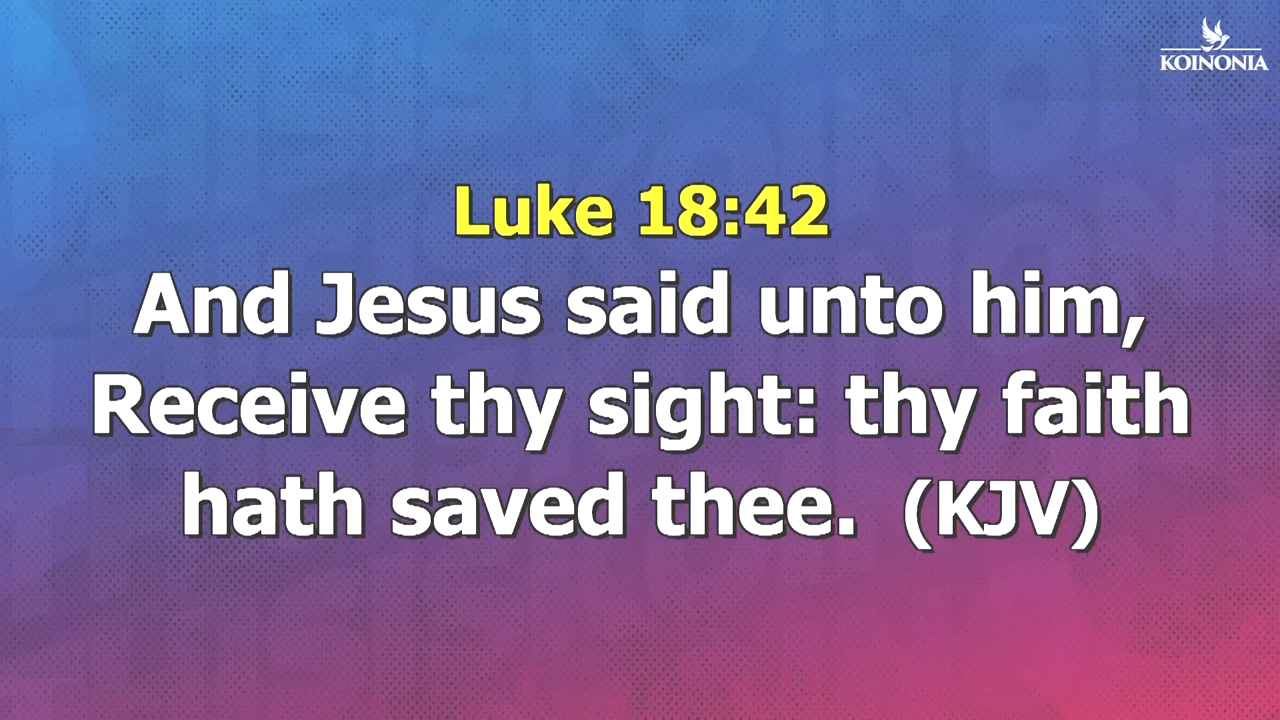 KOINONIA
Luke 18:42
And Jesus said unto him,
Receive thy sight: thy faith
hath saved thee. (KJV)